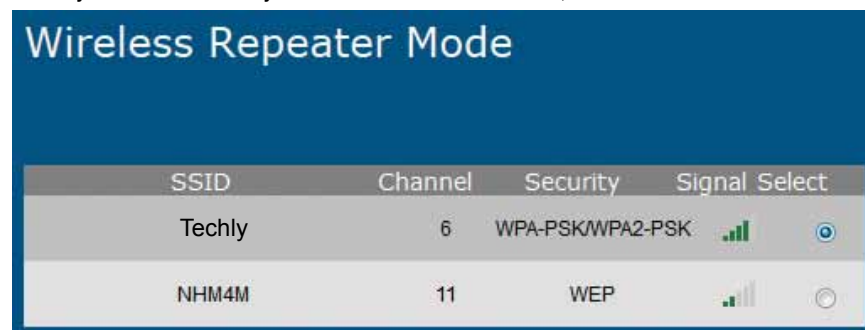 Wireless Repeater Mode
SSID Channel Security Signal Select
Techly 6 WPA-PSK/WPA2-PSK
NHM4M 11 WEP